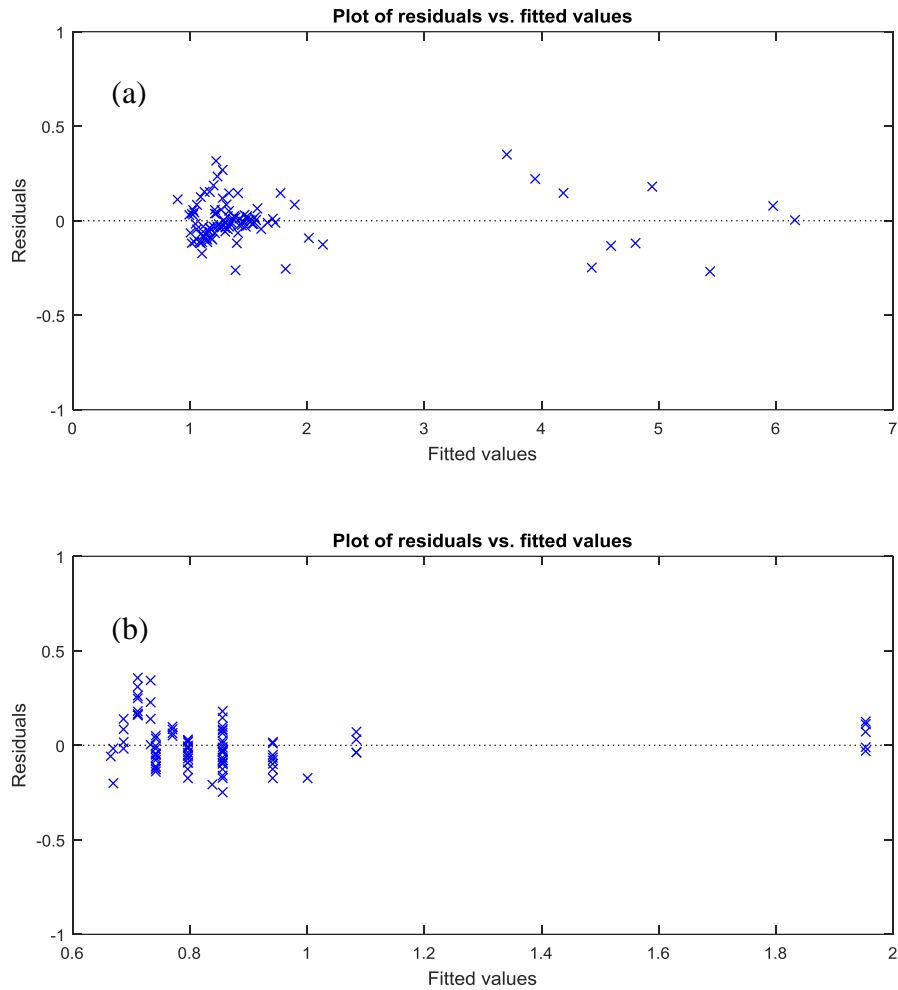 Plot of residuals vs. fitted values
1
(a)
0.5
0
-0.5
-1
Residuals
0 1 2 3 4 5 6 7
Fitted values
Plot of residuals vs. fitted values
1
(b)
0.5
0
-0.5
-1
Residuals
0.6 0.8 1 1.2 1.4 1.6 1.8 2
Fitted values